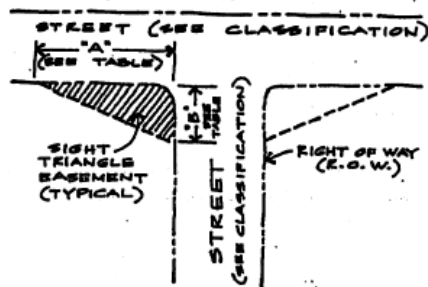 STREET (SEE CLASSIFICATION)
"A"
(SEE TABLE)
"B"
SEE
TABLE
SIGHT
TRIANGLE
EASEMENT
(TYPICAL)
STREET
(SEE CLASSIFICATION)
RIGHT OF WAY
(R.O.W.)